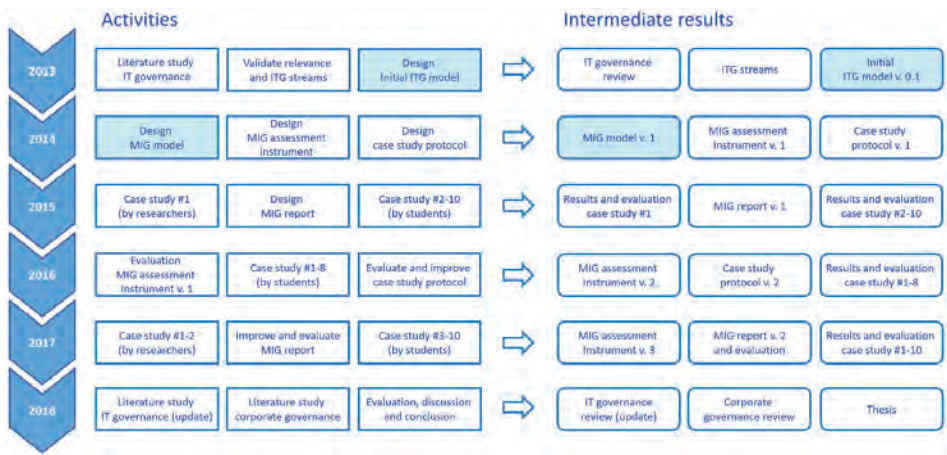 Activities
Intermediate results
2013
Literature study
IT governance
Validate relevance
and ITG streams
Design
Initial ITG model
IT governance
review
ITG streams
Initial
ITG model v. 0.1
2014
Design
MIG model
Design
MIG assessment
instrument
Design
case study protocol
MIG model v. 1
MIG assessment
Instrument v. 1
Case study
protocol v. 1
2015
Case study #1
(by researchers)
Design
MIG report
Case study #2-10
(by students)
Results and evaluation
case study #1
MIG report v. 1
Results and evaluation
case study #2-10
2016
Evaluation
MIG assessment
Instrument v. 1
Case study #1-8
(by students)
Evaluate and improve
case study protocol
MIG assessment
Instrument v. 2
Case study
protocol v. 2
Results and evaluation
case study #1-8
2017
Case study #1-2
(by researchers)
Improve and evaluate
MIG report
Case study #3-10
(by students)
MIG assessment
Instrument v. 3
MIG report v. 2
and evaluation
Results and evaluation
case study #1-10
2018
Literature study
IT governance (update)
Literature study
corporate governance
Evaluation, discussion
and conclusion
IT governance
review (update)
Corporate
governance review
Thesis